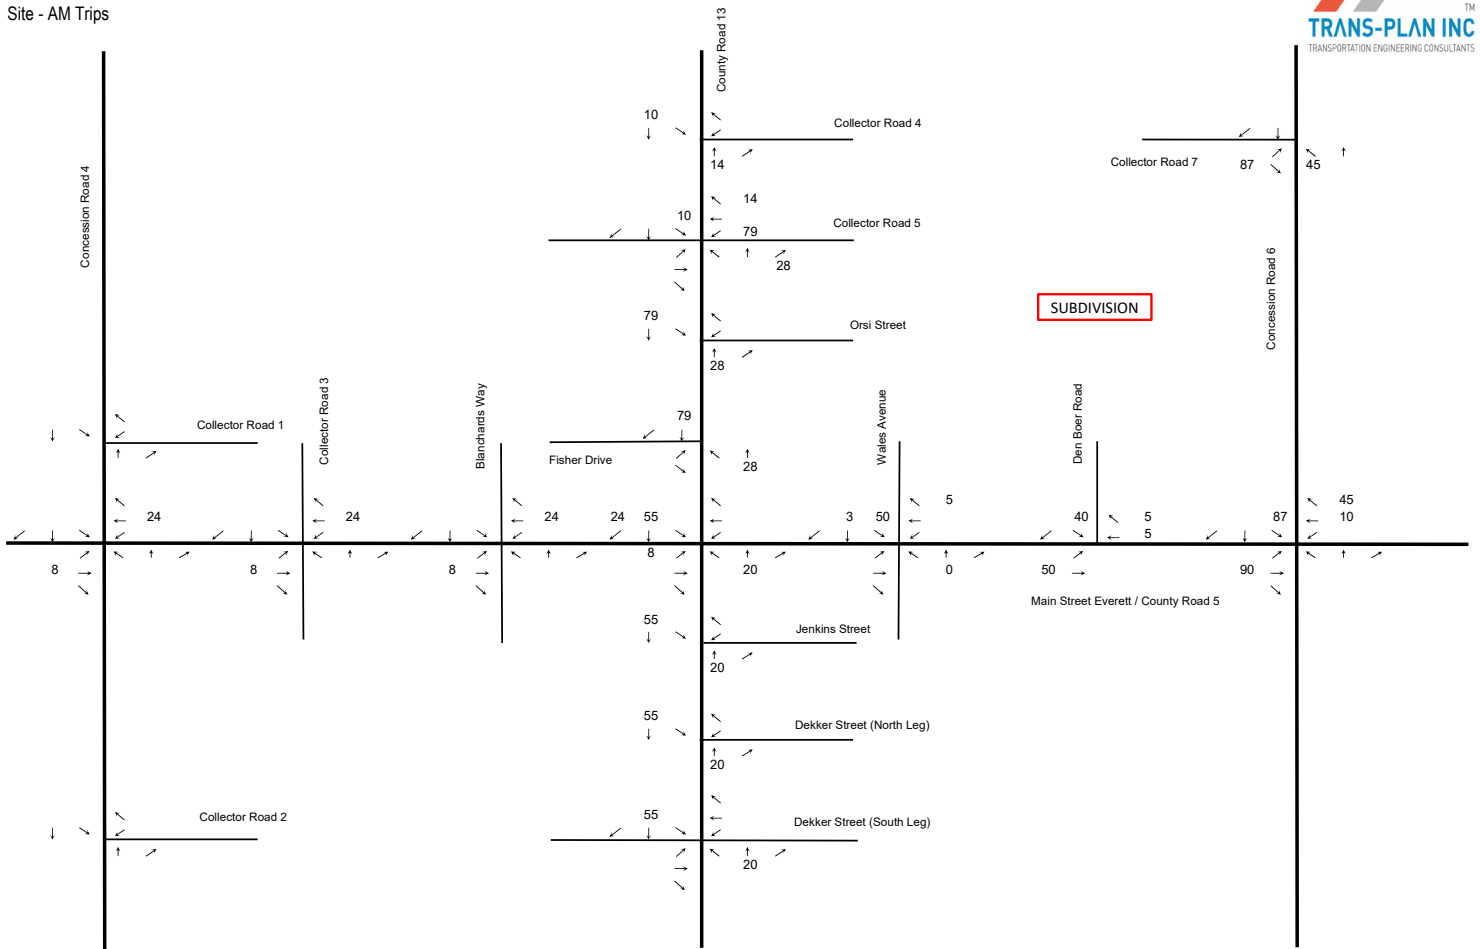 Site - AM Trips
TM
TRANS-PLAN INC
TRANSPORTATION ENGINEERING CONSULTANTS
County Road 13
10
Collector Road 4
14
Collector Road 7
87
45
Concession Road 4
14
10
Collector Road 5
79
28
Concession Road 6
SUBDIVISION
79
Orsi Street
28
Collector Road 1
Collector Road 3
Blanchards Way
79
Fisher Drive
28
Wales Avenue
Den Boer Road
5
45
24
24
24
24
55
3
50
40
5
87
10
5
8
8
8
8
20
0
50
90
Main Street Everett / County Road 5
55
Jenkins Street
20
55
Dekker Street (North Leg)
20
Collector Road 2
55
Dekker Street (South Leg)
20